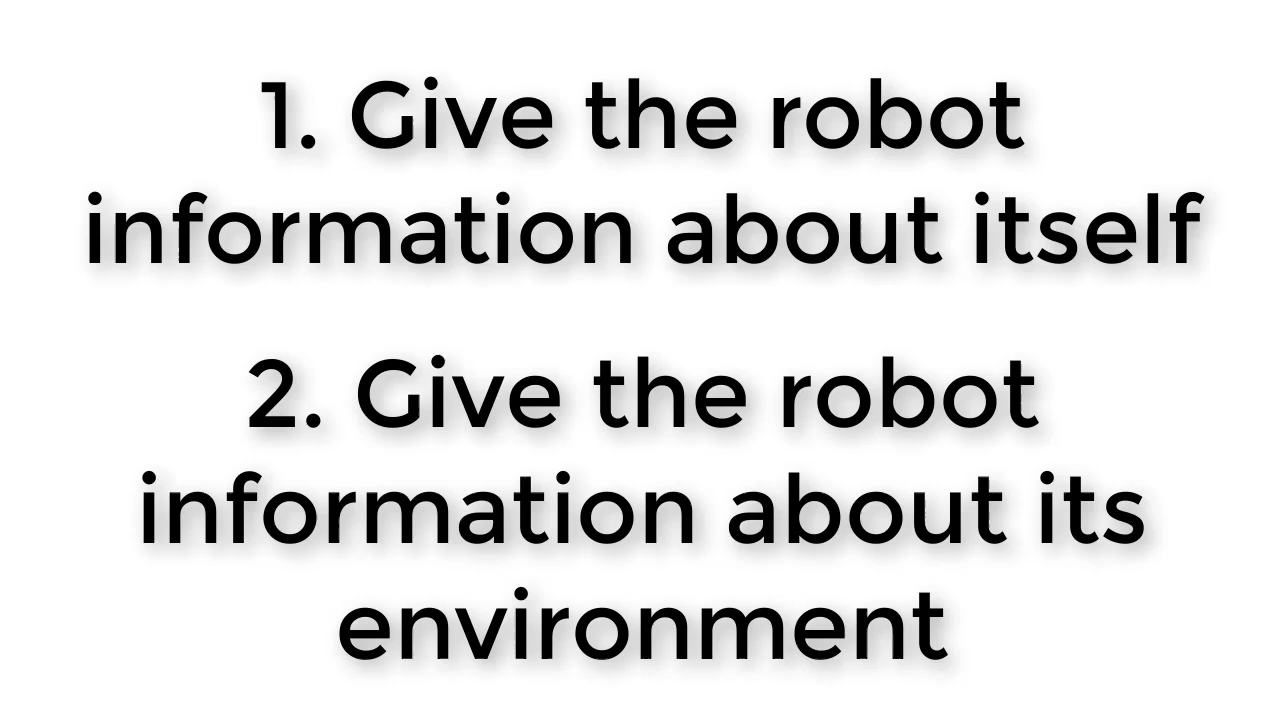 1. Give the robot
information about itself
2. Give the robot
information about its
environment